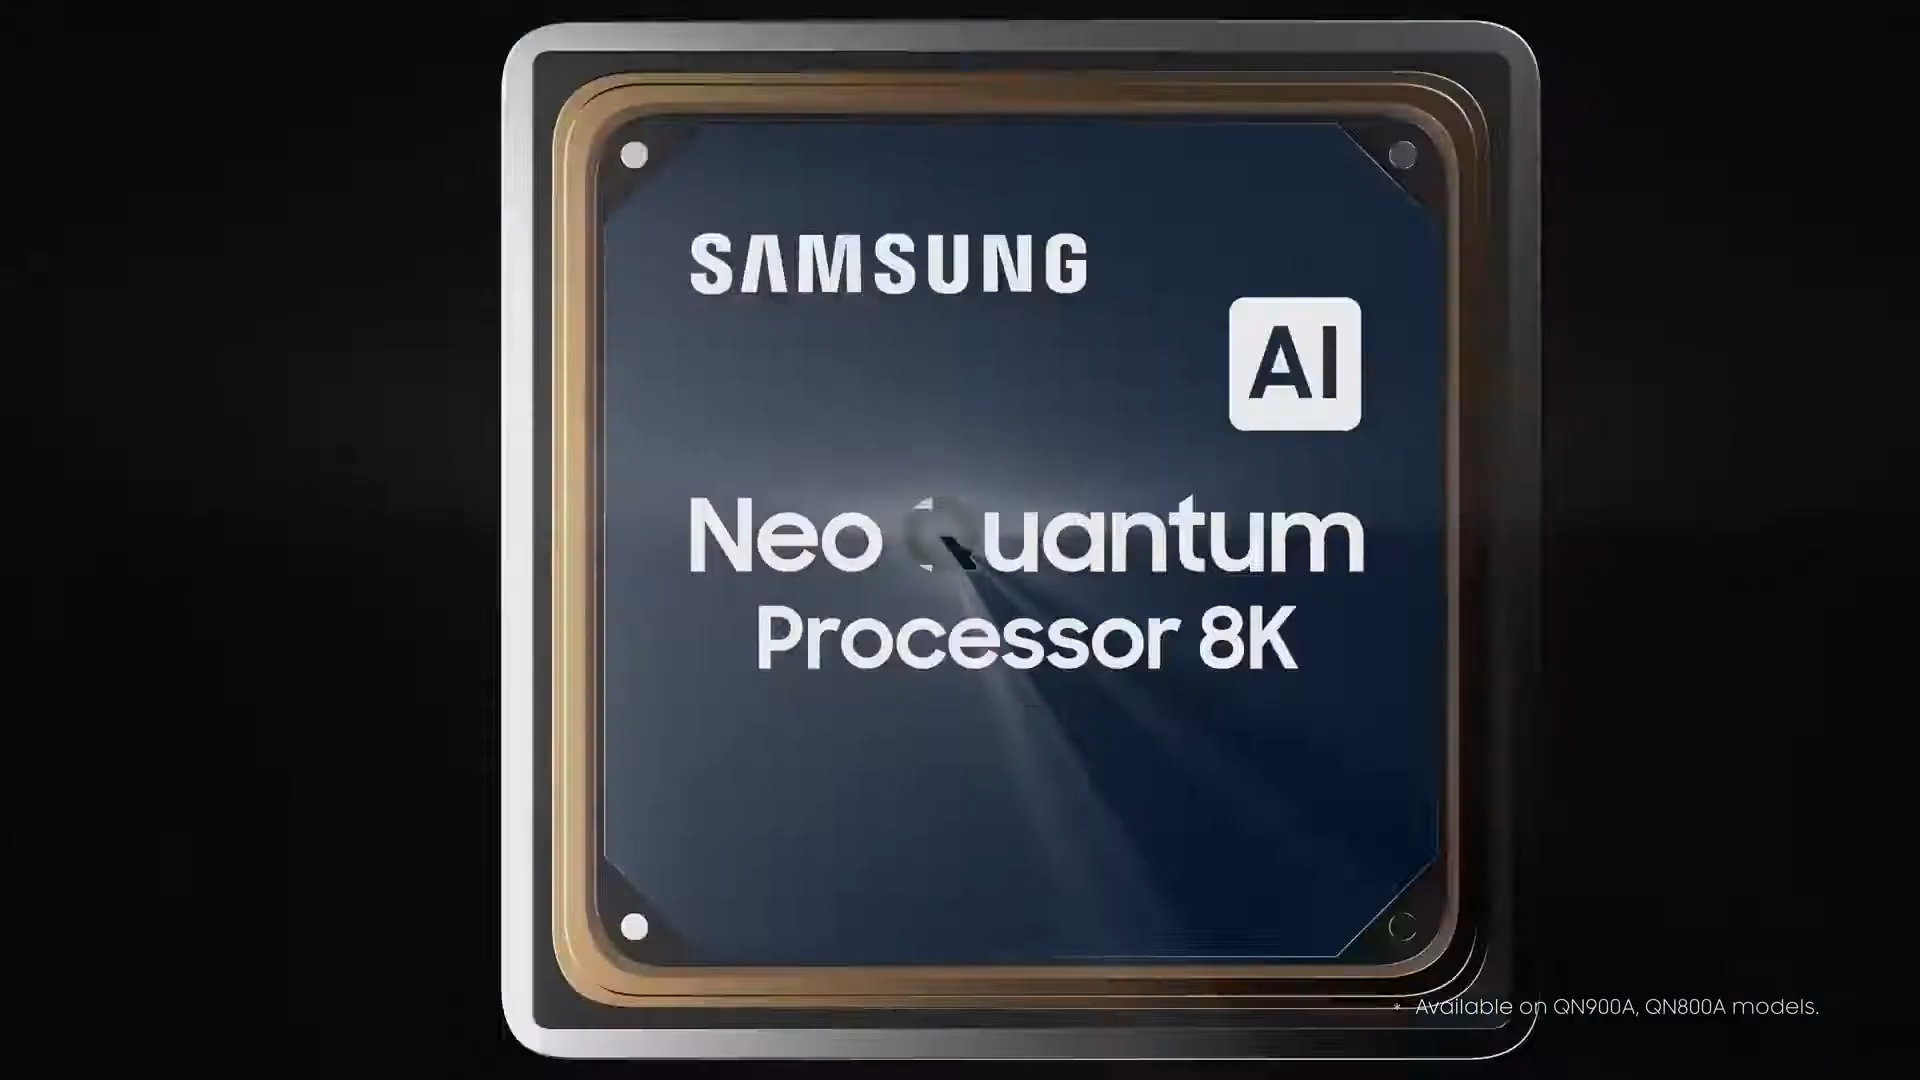 SAMSUNG
AI
Neo Quantum
Processor 8K
* Available on QN900A, QN800A models.